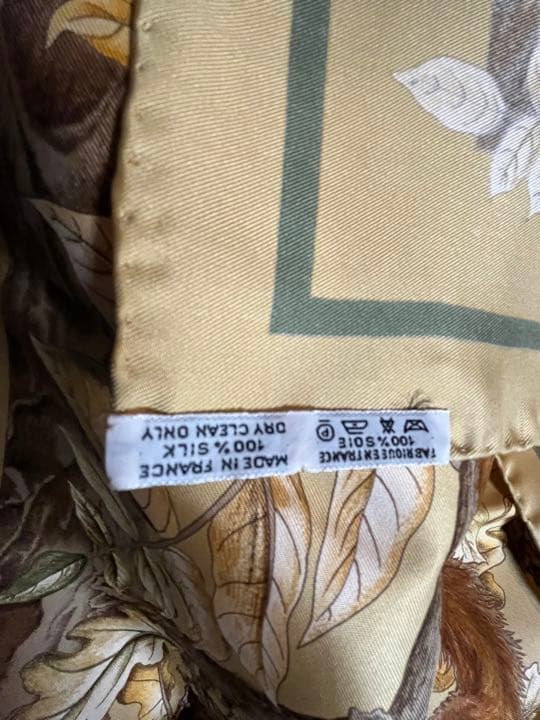 FABRIQUE EN FRANCE
100% SOIE
P
MADE IN FRANCE
100% SILK
DRY CLEAN ONLY